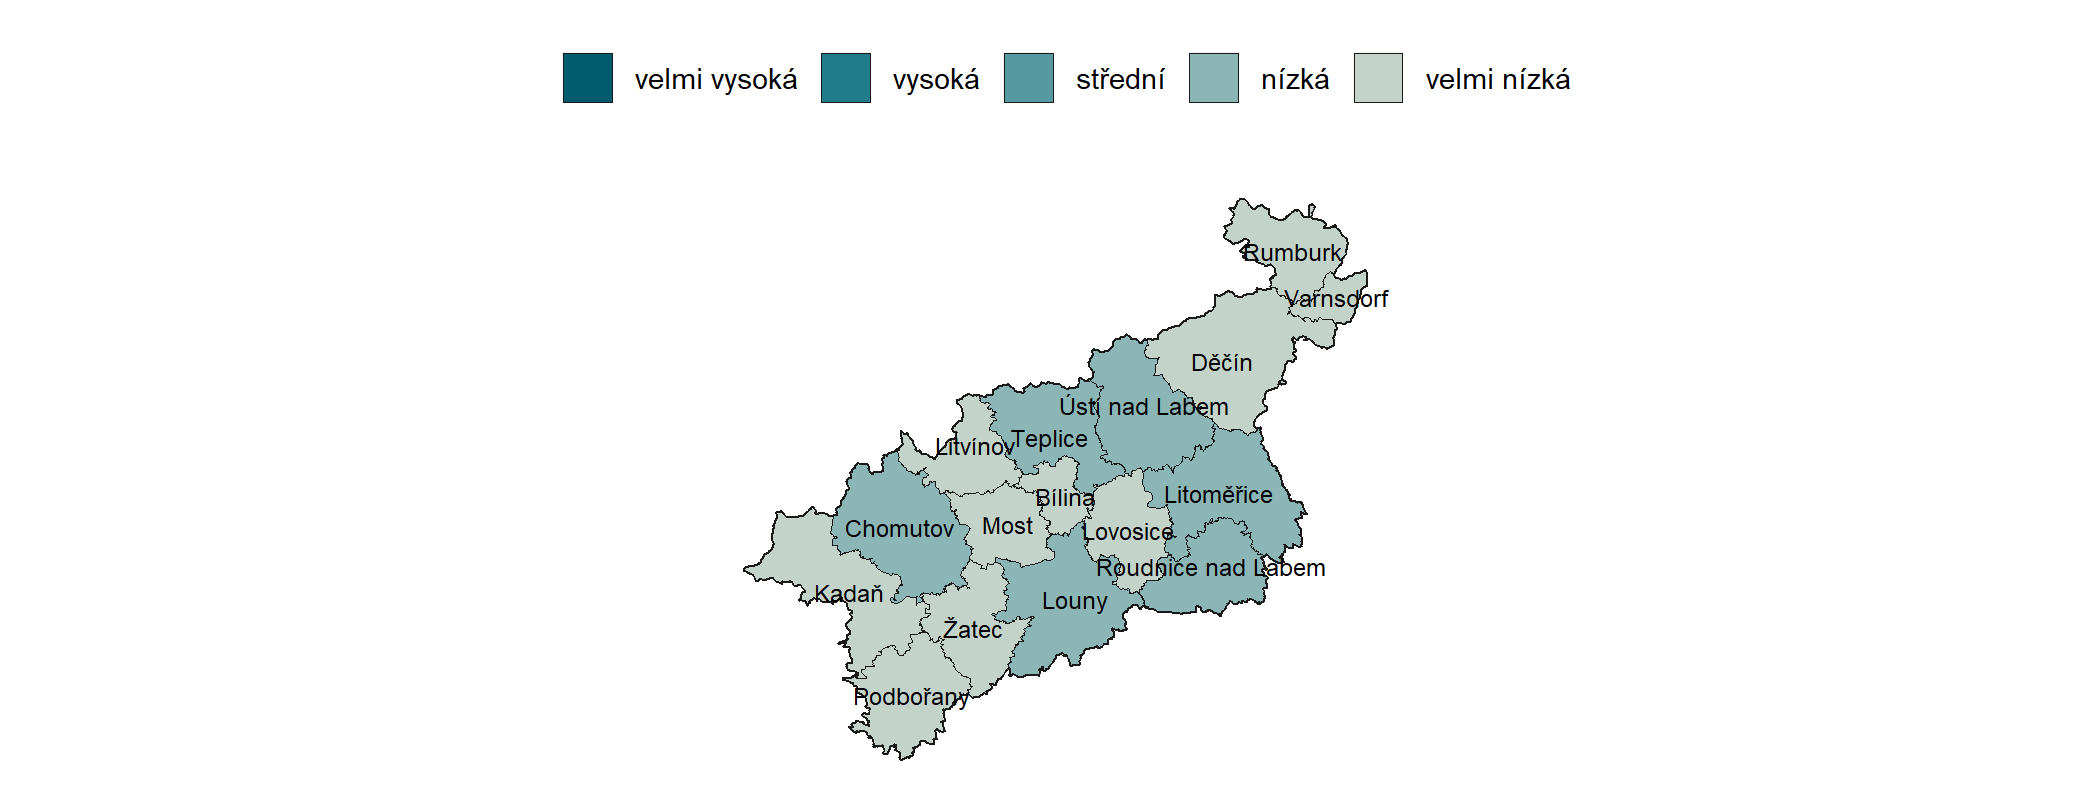 velmi vysoká vysoká střední nízká velmi nízká
Rumburk
Varnsdorf
Děčín
Ústí nad Labem
Teplice
Litvínov
Bílina
Litoměřice
Chomutov
Most
Lovosice
Roudnice nad Labem
Kadaň
Louny
Žatec
Podbořany